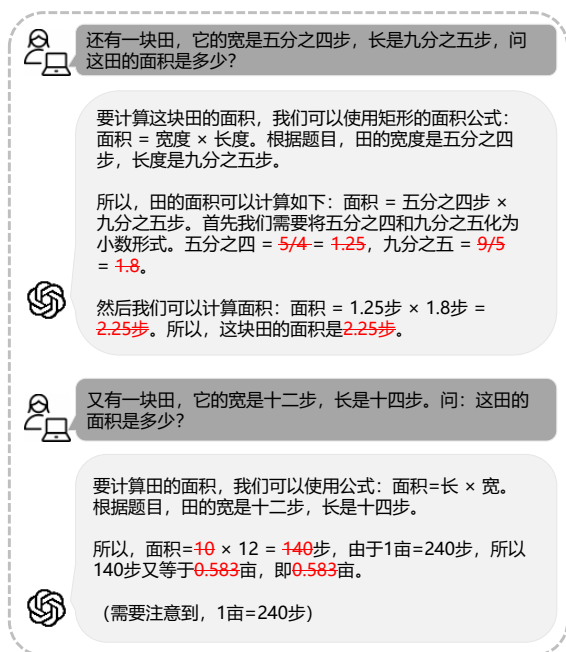 还有一块田，它的宽是五分之四步，长是九分之五步，问
这田的面积是多少？
要计算这块田的面积，我们可以使用矩形的面积公式：
面积 = 宽度 × 长度。根据题目，田的宽度是五分之四
步，长度是九分之五步。
所以，田的面积可以计算如下：面积 = 五分之四步 ×
九分之五步。首先我们需要将五分之四和九分之五化为
小数形式。五分之四 = 5/4 = 1.25，九分之五 = 9/5
= 1.8。
然后我们可以计算面积：面积 = 1.25步 × 1.8步 =
2.25步。所以，这块田的面积是2.25步。
又有一块田，它的宽是十二步，长是十四步。问：这田的
面积是多少？
要计算田的面积，我们可以使用公式：面积=长 × 宽。
根据题目，田的宽是十二步，长是十四步。
所以，面积=10 × 12 = 140步，由于1亩=240步，所以
140步又等于0.583亩，即0.583亩。
（需要注意到，1亩=240步）